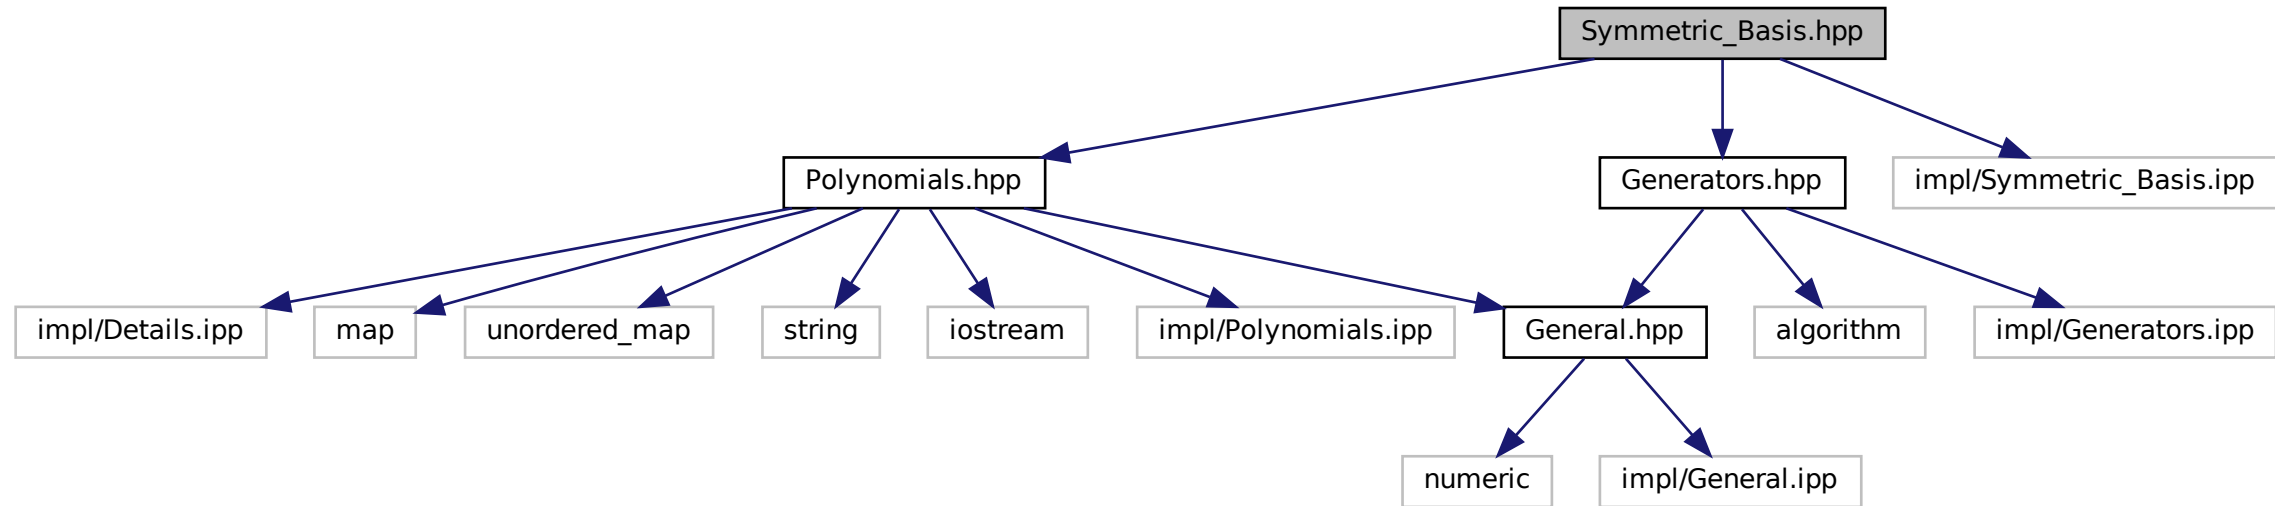 Symmetric_Basis.hpp
Polynomials.hpp
Generators.hpp
impl/Symmetric_Basis.ipp
impl/Details.ipp
map
unordered_map
string
iostream
impl/Polynomials.ipp
General.hpp
algorithm
impl/Generators.ipp
numeric
impl/General.ipp